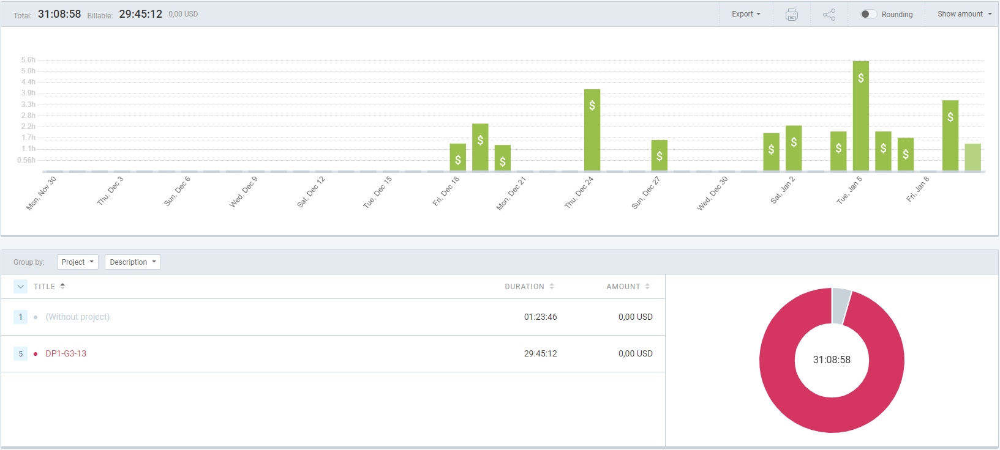 Total: 31:08:58 Billable: 29:45:12 0,00 USD Export Rounding Show amount
5.6h
5.0h
4.4h
3.9h
3.3h
2.8h
2.2h
1.7h
1.1h
0.56h
$ $ $ $ $ $ $ $ $ $ $ $
Mon, Nov 30 Thu, Dec 3 Sun, Dec 6 Wed, Dec 9 Sat, Dec 12 Tue, Dec 15 Fri, Dec 18 Mon, Dec 21 Thu, Dec 24 Sun, Dec 27 Wed, Dec 30 Sat, Jan 2 Tue, Jan 5 Fri, Jan 8
Group by: Project Description
TITLE DURATION AMOUNT
1 (Without project) 01:23:46 0,00 USD
5 DP1-G3-13 29:45:12 0,00 USD
31:08:58